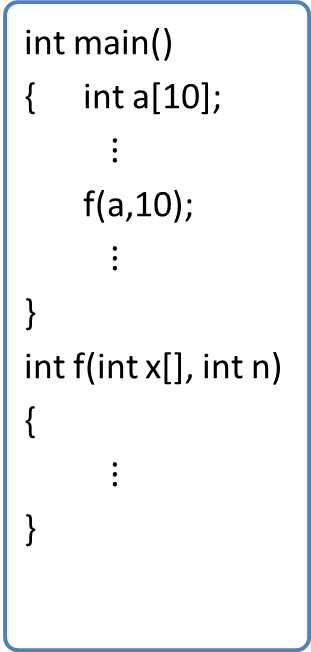 int main()
{ int a[10];
⋮
f(a,10);
⋮
}
int f(int x[], int n)
{
⋮
}